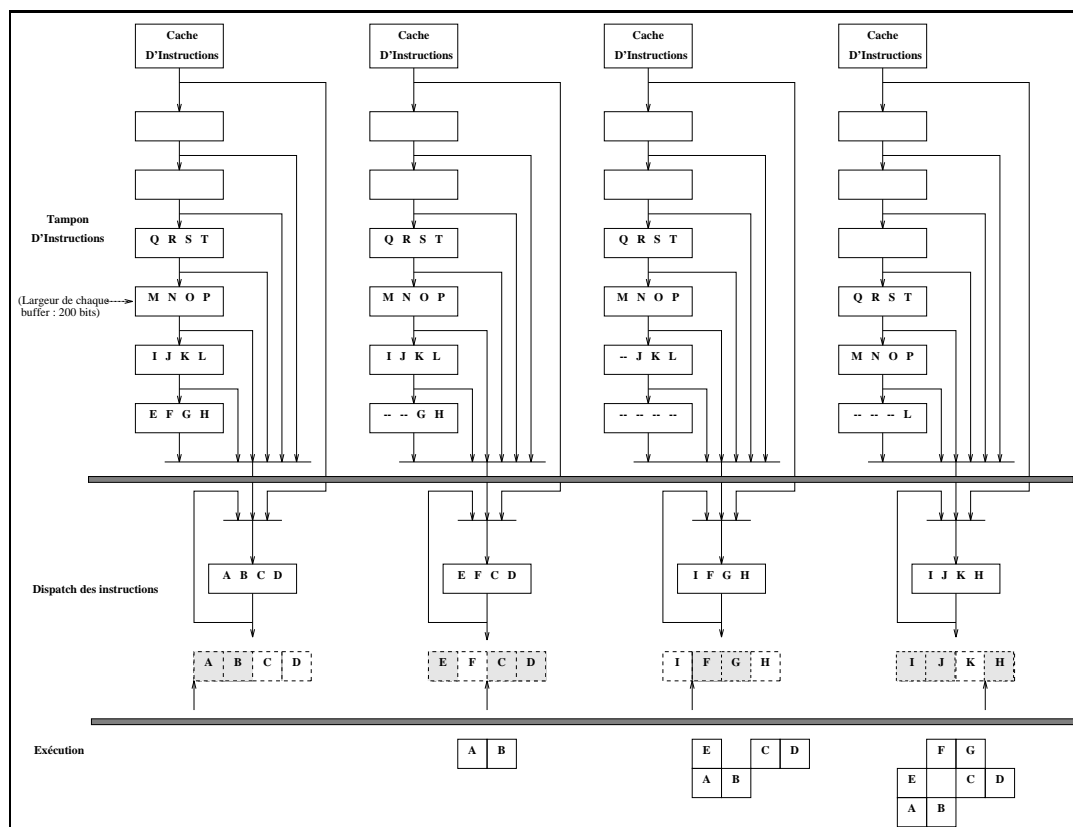 Cache Cache Cache Cache
D'Instructions D'Instructions D'Instructions D'Instructions
Tampon
D'Instructions
Q R S T Q R S T Q R S T
(Largeur de chaque
buffer : 200 bits)
M N O P M N O P M N O P Q R S T
I J K L I J K L -- J K L M N O P
E F G H -- -- G H -- -- -- -- -- -- -- L
Dispatch des instructions
A B C D E F C D I F G H I J K H
A B C D E F C D I F G H I J K H
Exécution
A B E C D F G
A B E C D
A B